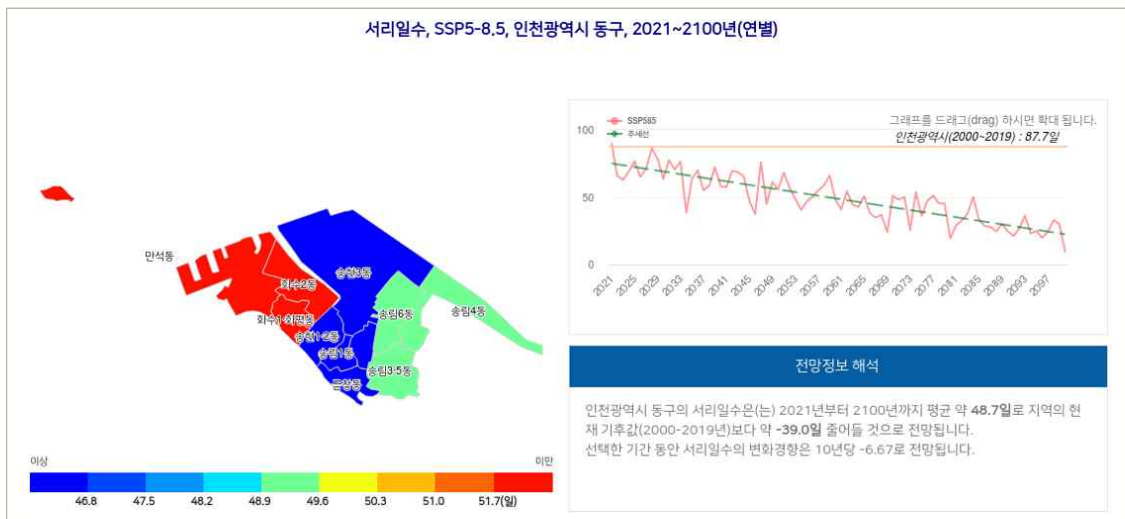 서리일수, SSP5-8.5, 인천광역시 동구, 2021~2100년(연별)
만석동
화수2동
화수1·화평동
송현3동
송현1·2동
송림1동
금창동
송림6동
송림4동
송림3·5동
이상
미만
46.8 47.5 48.2 48.9 49.6 50.3 51.0 51.7(일)
SSP585
추세선
그래프를 드래그(drag) 하시면 확대 됩니다.
인천광역시(2000~2019) : 87.7일
100
50
0
2021 2025 2029 2033 2037 2041 2045 2049 2053 2057 2061 2065 2069 2073 2077 2081 2085 2089 2093 2097
전망정보 해석
인천광역시 동구의 서리일수은(는) 2021년부터 2100년까지 평균 약 48.7일로 지역의 현
재 기후값(2000-2019년)보다 약 -39.0일 줄어들 것으로 전망됩니다.
선택한 기간 동안 서리일수의 변화경향은 10년당 -6.67로 전망됩니다.